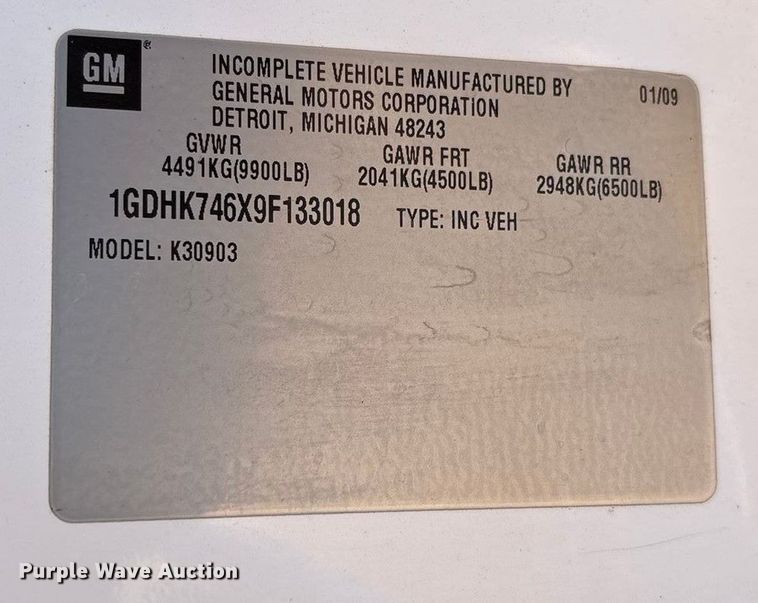 GM®
INCOMPLETE VEHICLE MANUFACTURED BY
GENERAL MOTORS CORPORATION
DETROIT, MICHIGAN 48243
01/09
GVWR GAWR FRT GAWR RR
4491KG(9900LB) 2041KG(4500LB) 2948KG(6500LB)
1GDHK746X9F133018 TYPE: INC VEH
MODEL: K30903
Purple Wave Auction